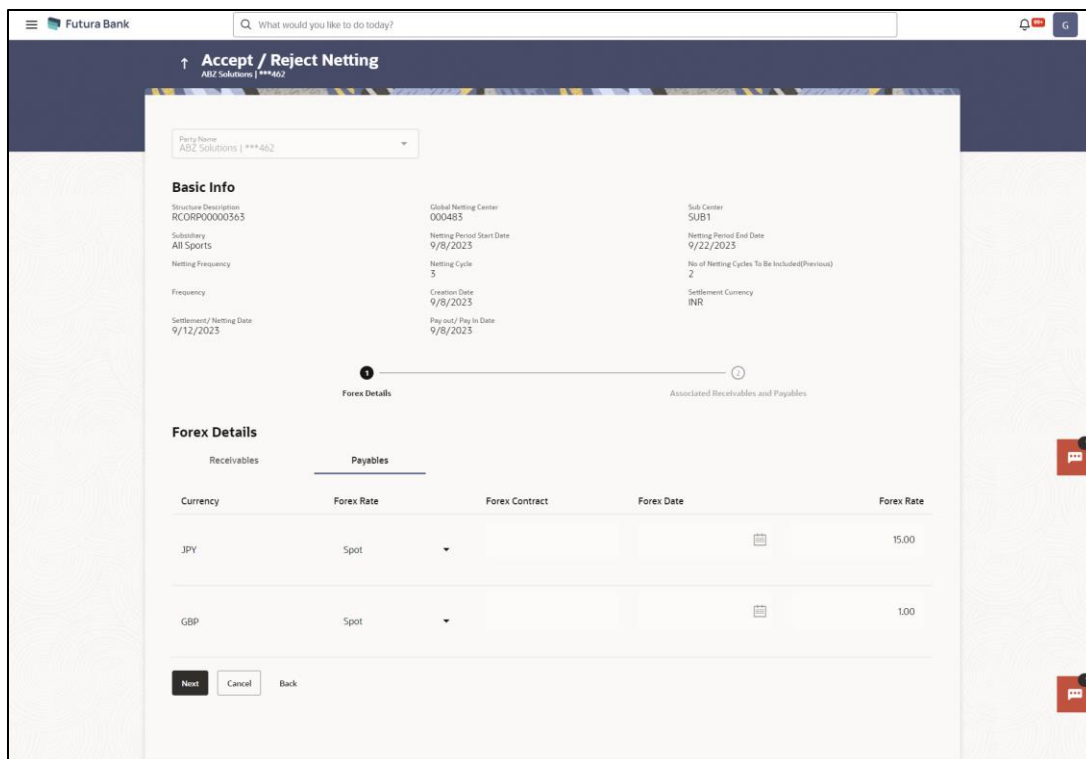 Futura Bank
What would you like to do today?
G
↑ Accept / Reject Netting
ABZ Solutions | ***462
Party Name
ABZ Solutions | ***462
Basic Info
Structure Description
RCORP00000363
Global Netting Center
000483
Sub Center
SUB1
Subsidiary
All Sports
Netting Period Start Date
9/8/2023
Netting Period End Date
9/22/2023
Netting Frequency
Netting Cycle
3
No of Netting Cycles To Be Included(Previous)
2
Frequency
Creation Date
9/8/2023
Settlement Currency
INR
Settlement/ Netting Date
9/12/2023
Pay out/ Pay In Date
9/8/2023
1
2
Forex Details
Associated Receivables and Payables
Forex Details
Receivables Payables
Currency Forex Rate Forex Contract Forex Date Forex Rate
JPY Spot 15.00
GBP Spot 1.00
Next Cancel Back